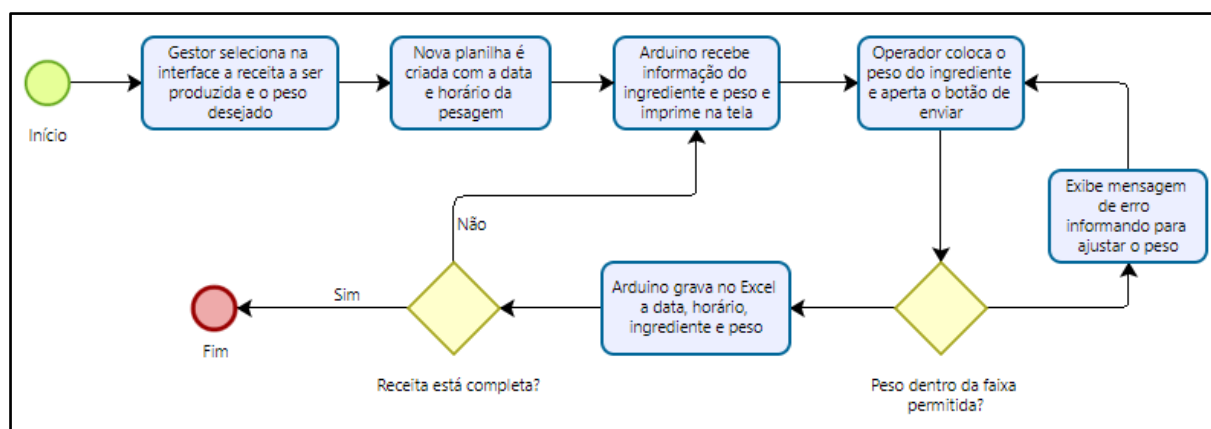 Gestor seleciona na
interface a receita a ser
produzida e o peso
desejado
Nova planilha é
criada com a data
e horário da
pesagem
Arduino recebe
informação do
ingrediente e peso e
imprime na tela
Operador coloca o
peso do ingrediente
e aperta o botão de
enviar
Início
Exibe mensagem
de erro
informando para
ajustar o peso
Não
Arduino grava no Excel
a data, horário,
ingrediente e peso
Sim
Fim
Receita está completa?
Peso dentro da faixa
permitida?